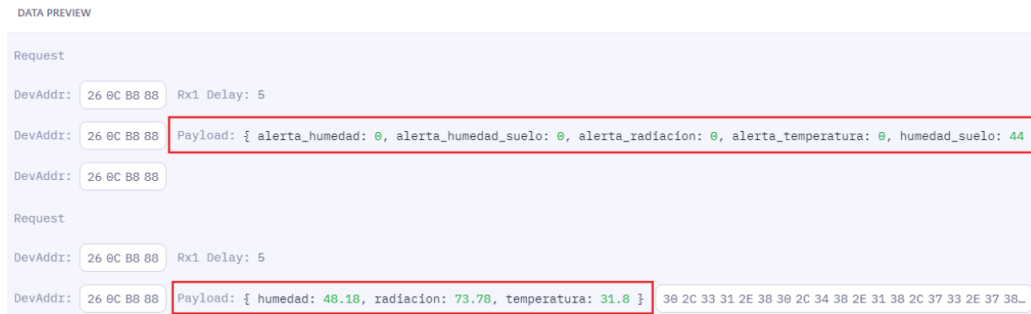 DATA PREVIEW
Request
DevAddr: 26 0C B8 88 Rx1 Delay: 5
DevAddr: 26 0C B8 88 Payload: { alerta_humedad: 0, alerta_humedad_suelo: 0, alerta_radiacion: 0, alerta_temperatura: 0, humedad_suelo: 44
DevAddr: 26 0C B8 88
Request
DevAddr: 26 0C B8 88 Rx1 Delay: 5
DevAddr: 26 0C B8 88 Payload: { humedad: 48.18, radiacion: 73.78, temperatura: 31.8 } 30 2C 33 31 2E 38 30 2C 34 38 2E 31 38 2C 37 33 2E 37 38…